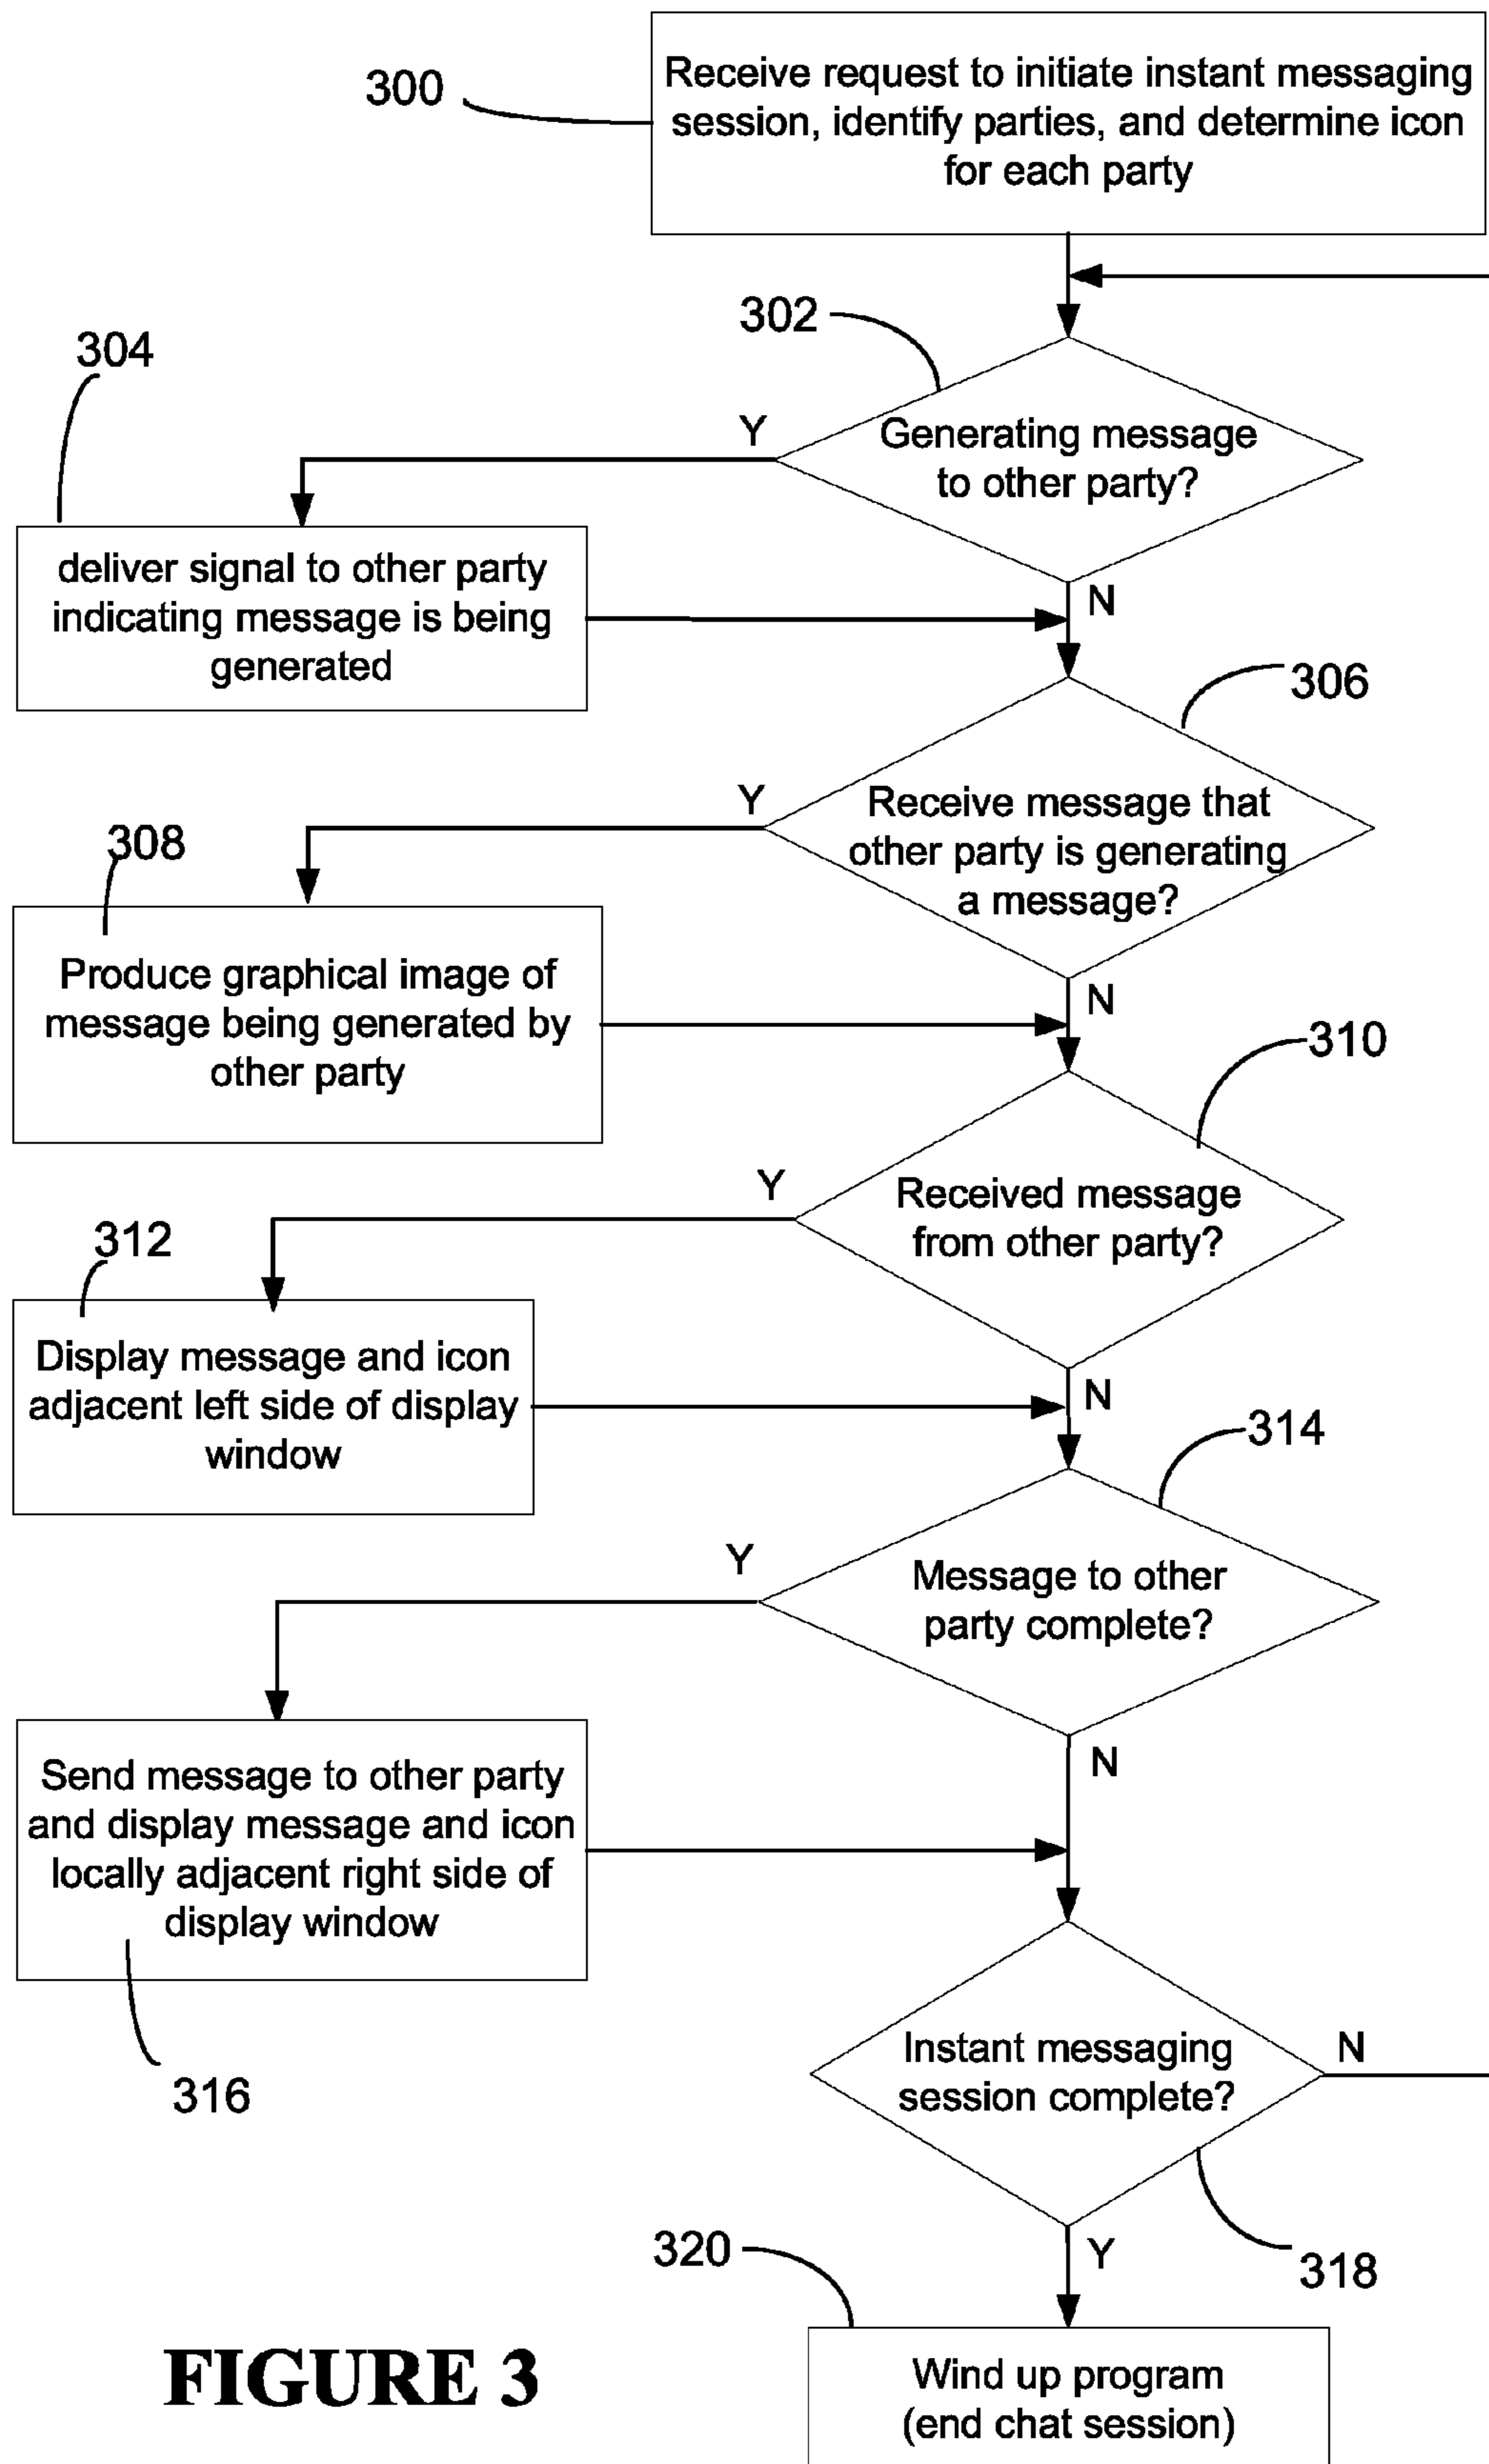 300
Receive request to initiate instant messaging
session, identify parties, and determine icon
for each party
302
304
Y
Generating message
to other party?
deliver signal to other party
indicating message is being
generated
N
306
Y
Receive message that
other party is generating
a message?
308
Produce graphical image of
message being generated by
other party
N
310
Y
Received message
from other party?
312
Display message and icon
adjacent left side of display
window
N
314
Y
Message to other
party complete?
N
Send message to other party
and display message and icon
locally adjacent right side of
display window
316
Instant messaging
session complete?
N
318
Y
320
Wind up program
(end chat session)
FIGURE 3